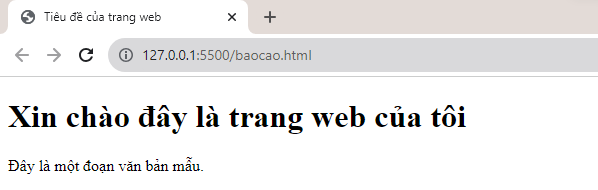 Tiêu đề của trang web
127.0.0.1:5500/baocao.html
Xin chào đây là trang web của tôi
Đây là một đoạn văn bản mẫu.